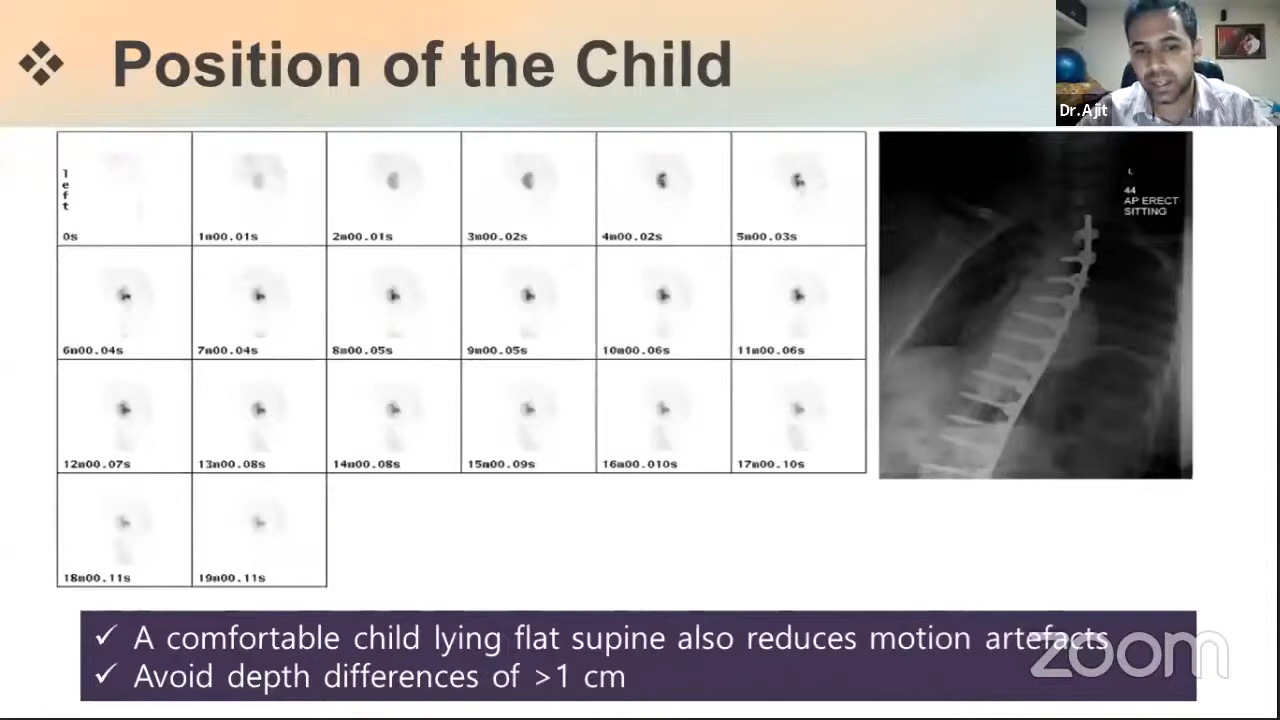 ❖ Position of the Child
Dr.Ajit
left
0s
1m00.01s
2m00.01s
3m00.02s
4m00.02s
5m00.03s
6m00.04s
7m00.04s
8m00.05s
9m00.05s
10m00.06s
11m00.06s
12m00.07s
13m00.08s
14m00.08s
15m00.09s
16m00.010s
17m00.10s
18m00.11s
19m00.11s
L
44
AP ERECT
SITTING
✓ A comfortable child lying flat supine also reduces motion artefacts
✓ Avoid depth differences of >1 cm
zoom